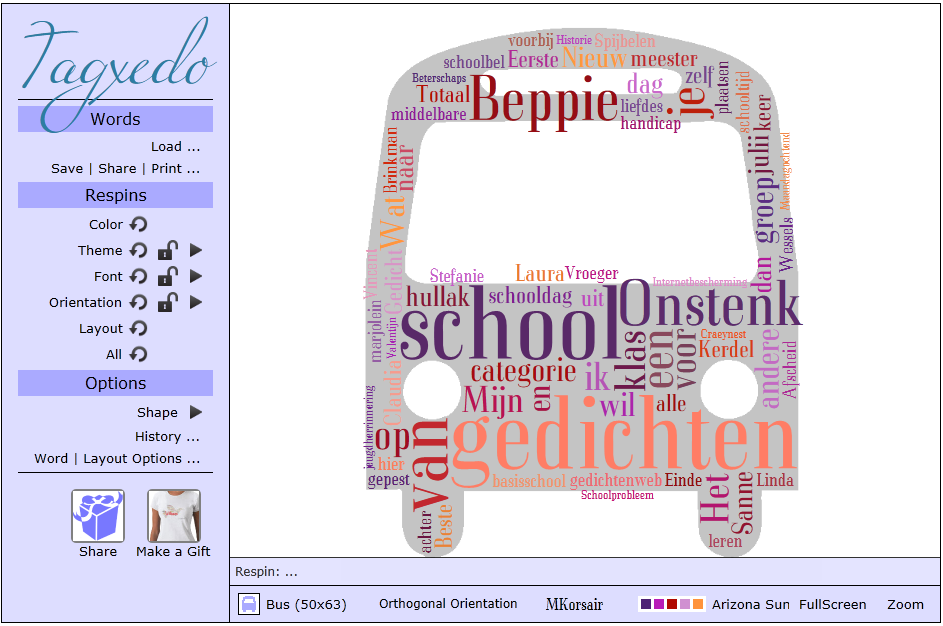 Tagxedo
Words
Load ...
Save | Share | Print ...
Respins
Color
Theme
Font
Orientation
Layout
All
Options
Shape
History ...
Word | Layout Options ...
Share
Make a Gift
voorbij
Historie
Spijbelen
schoolbel
Eerste
Nieuw
meester
Beterschaps
Totaal
Beppie
dag
zelf
plaatsen
schooltijd
middelbare
liefdes
je
handicap
keer
Brinkman
naar
julii
Maandagochtend
Wat
groep
Wessels
Vincent
Gedicht
dan
Stefanie
Laura
Vroeger
Internetbescherming
hullak
schooldag
uit
Onstenk
marjolein
Valentijn
school
klas
een
voor
Craeynest
Kerdel
andere
Afscheid
Claudia
categorie
ik
Mijn
en
wil
alle
jeugdherinnering
op
Van
gedichten
hier
gepest
basisschool
gedichtenweb
Einde
Het
Sanne
Linda
Schoolprobleem
achter
Beste
leren
Respin: ...
Bus (50x63)
Orthogonal Orientation
MKorsair
Arizona Sun
FullScreen
Zoom